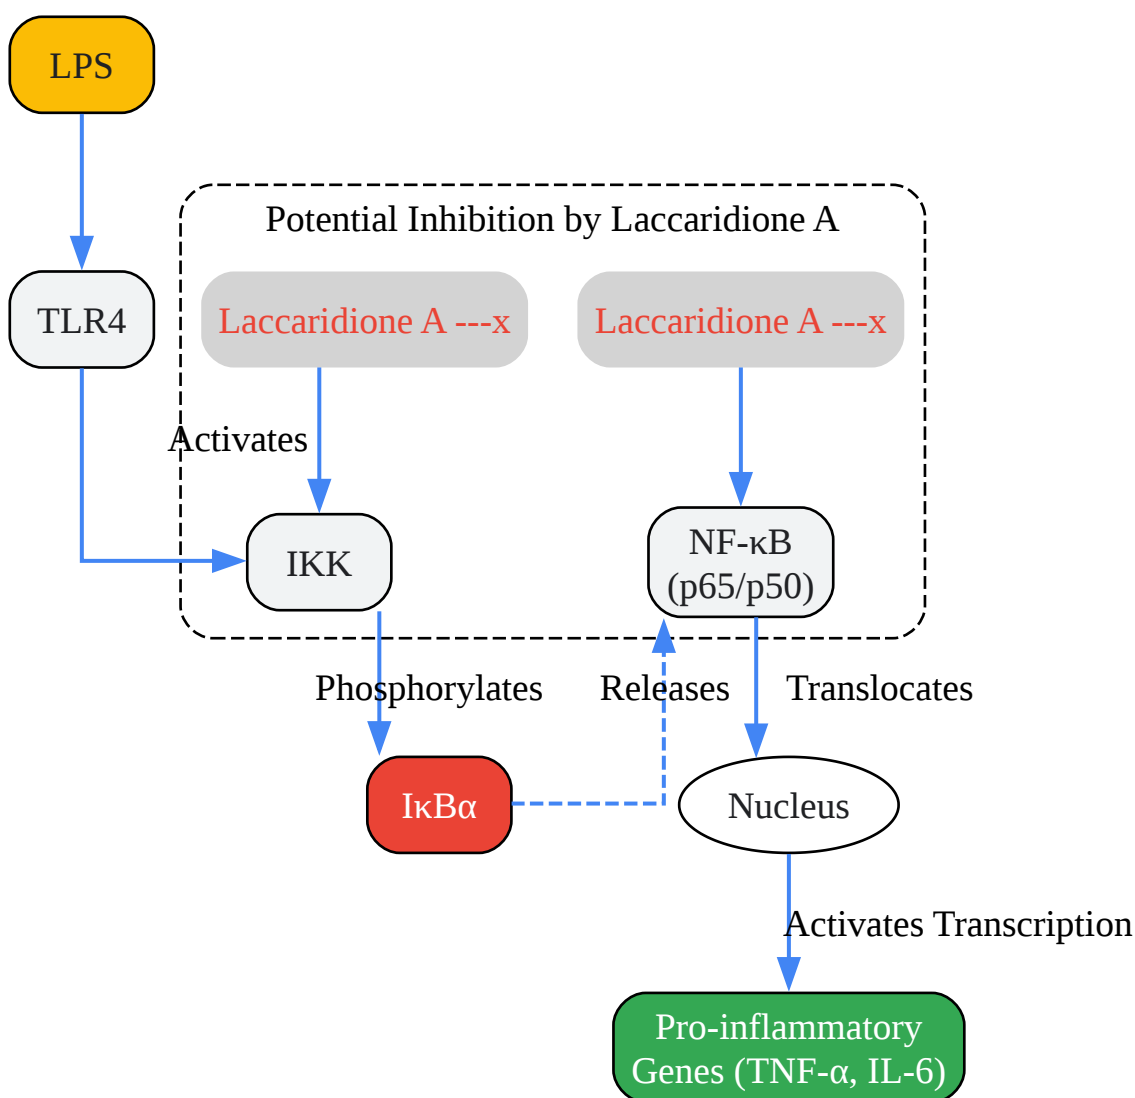 LPS
Potential Inhibition by Laccaridione A
TLR4
Laccaridione A ---x
Laccaridione A ---x
Activates
IKK
NF-κB
(p65/p50)
Phosphorylates
Releases
Translocates
IκBα
Nucleus
Activates Transcription
Pro-inflammatory
Genes (TNF-α, IL-6)